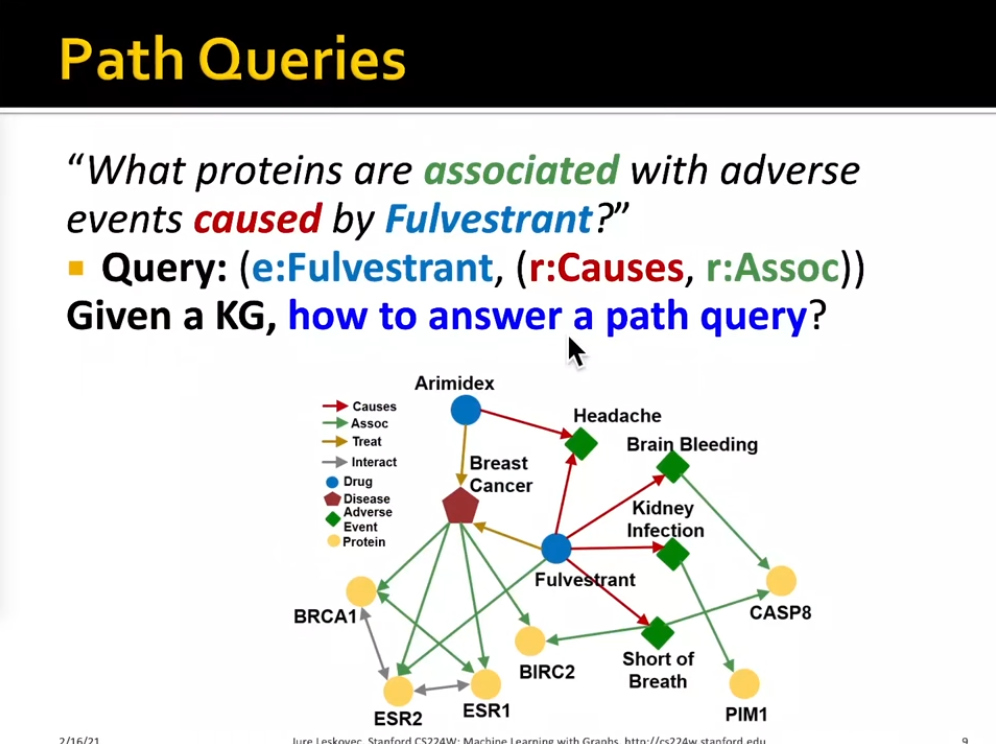 Path Queries
“What proteins are associated with adverse
events caused by Fulvestrant?”
Query: (e:Fulvestrant, (r:Causes, r:Assoc))
Given a KG, how to answer a path query?
Arimidex
Causes
Assoc
Treat
Interact
Drug
Disease
Adverse
Event
Protein
Headache
Brain Bleeding
Breast
Cancer
Kidney
Infection
Fulvestrant
BRCA1
CASP8
BIRC2
Short of
Breath
ESR2
ESR1
PIM1
2/16/21
Jure Leskovec, Stanford CS224W: Machine Learning with Graphs, http://cs224w.stanford.edu
9